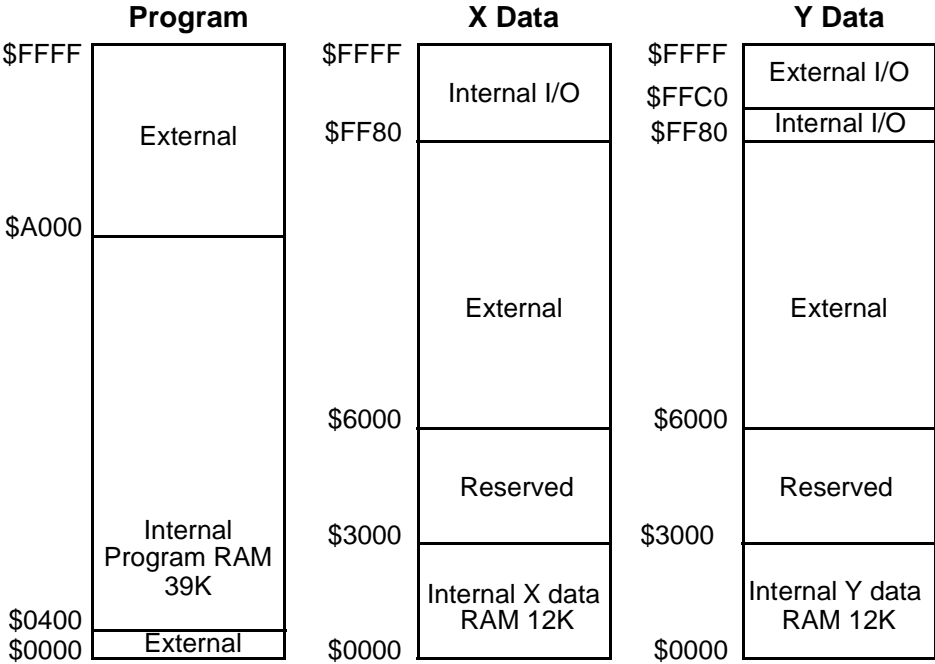 Program
$FFFF
External
$A000
Internal
Program RAM
39K
$0400
External
$0000
X Data
$FFFF
Internal I/O
$FF80
External
$6000
Reserved
$3000
Internal X data
RAM 12K
$0000
Y Data
$FFFF
External I/O
$FFC0
Internal I/O
$FF80
External
$6000
Reserved
$3000
Internal Y data
RAM 12K
$0000